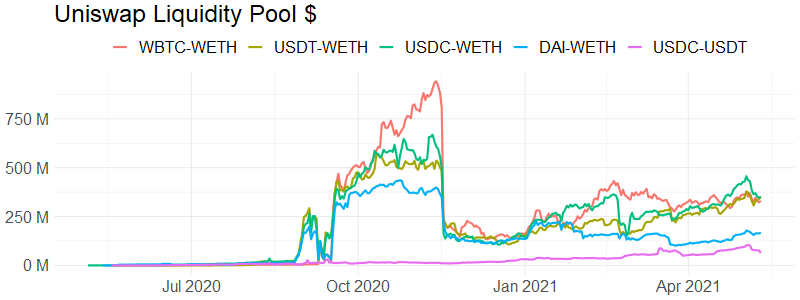 Uniswap Liquidity Pool $
WBTC-WETH USDT-WETH USDC-WETH DAI-WETH USDC-USDT
750 M
500 M
250 M
0 M
Jul 2020 Oct 2020 Jan 2021 Apr 2021